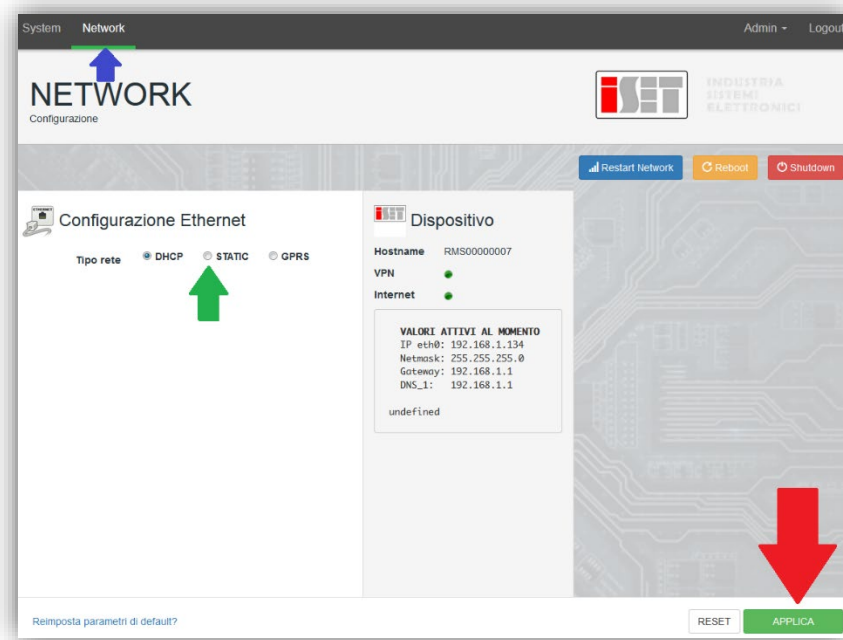 System Network Admin Logout
NETWORK
Configurazione
iSET
INDUSTRIA
SISTEMI
ELETTRONICI
Restart Network Reboot Shutdown
Configurazione Ethernet
Tipo rete DHCP STATIC GPRS
Dispositivo
Hostname RMS00000007
VPN
Internet
VALORI ATTIVI AL MOMENTO
IP eth0: 192.168.1.134
Netmask: 255.255.255.0
Gateway: 192.168.1.1
DNS_1: 192.168.1.1
undefined
Reimposta parametri di default?
RESET APPLICA